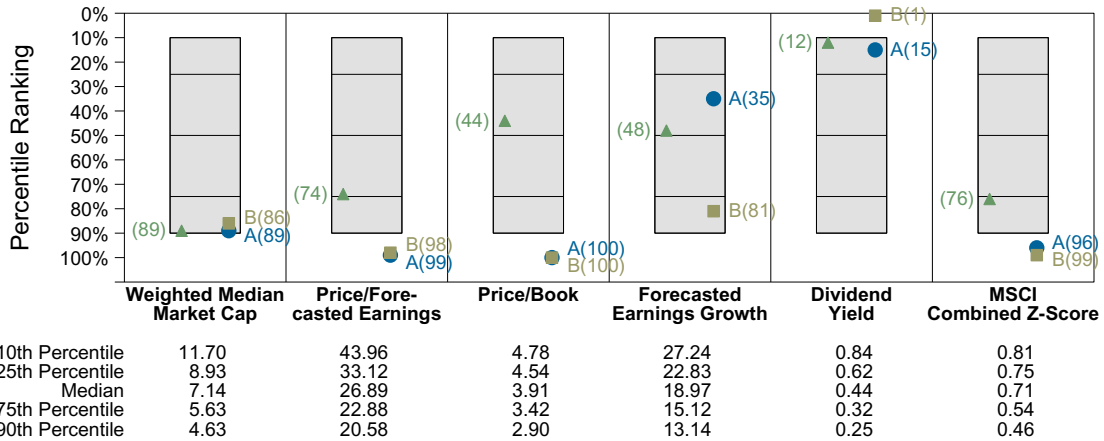 0%
10%
20%
30%
40%
50%
60%
70%
80%
90%
100%
Percentile Ranking
(89)
B(86)
A(89)
(74)
B(98)
A(99)
(44)
A(100)
B(100)
(48)
A(35)
B(81)
B(1)
(12)
A(15)
(76)
A(96)
B(99)
Weighted Median
Market Cap
Price/Fore-
casted Earnings
Price/Book
Forecasted
Earnings Growth
Dividend
Yield
MSCI
Combined Z-Score
10th Percentile 11.70 43.96 4.78 27.24 0.84 0.81
25th Percentile 8.93 33.12 4.54 22.83 0.62 0.75
Median 7.14 26.89 3.91 18.97 0.44 0.71
75th Percentile 5.63 22.88 3.42 15.12 0.32 0.54
90th Percentile 4.63 20.58 2.90 13.14 0.25 0.46